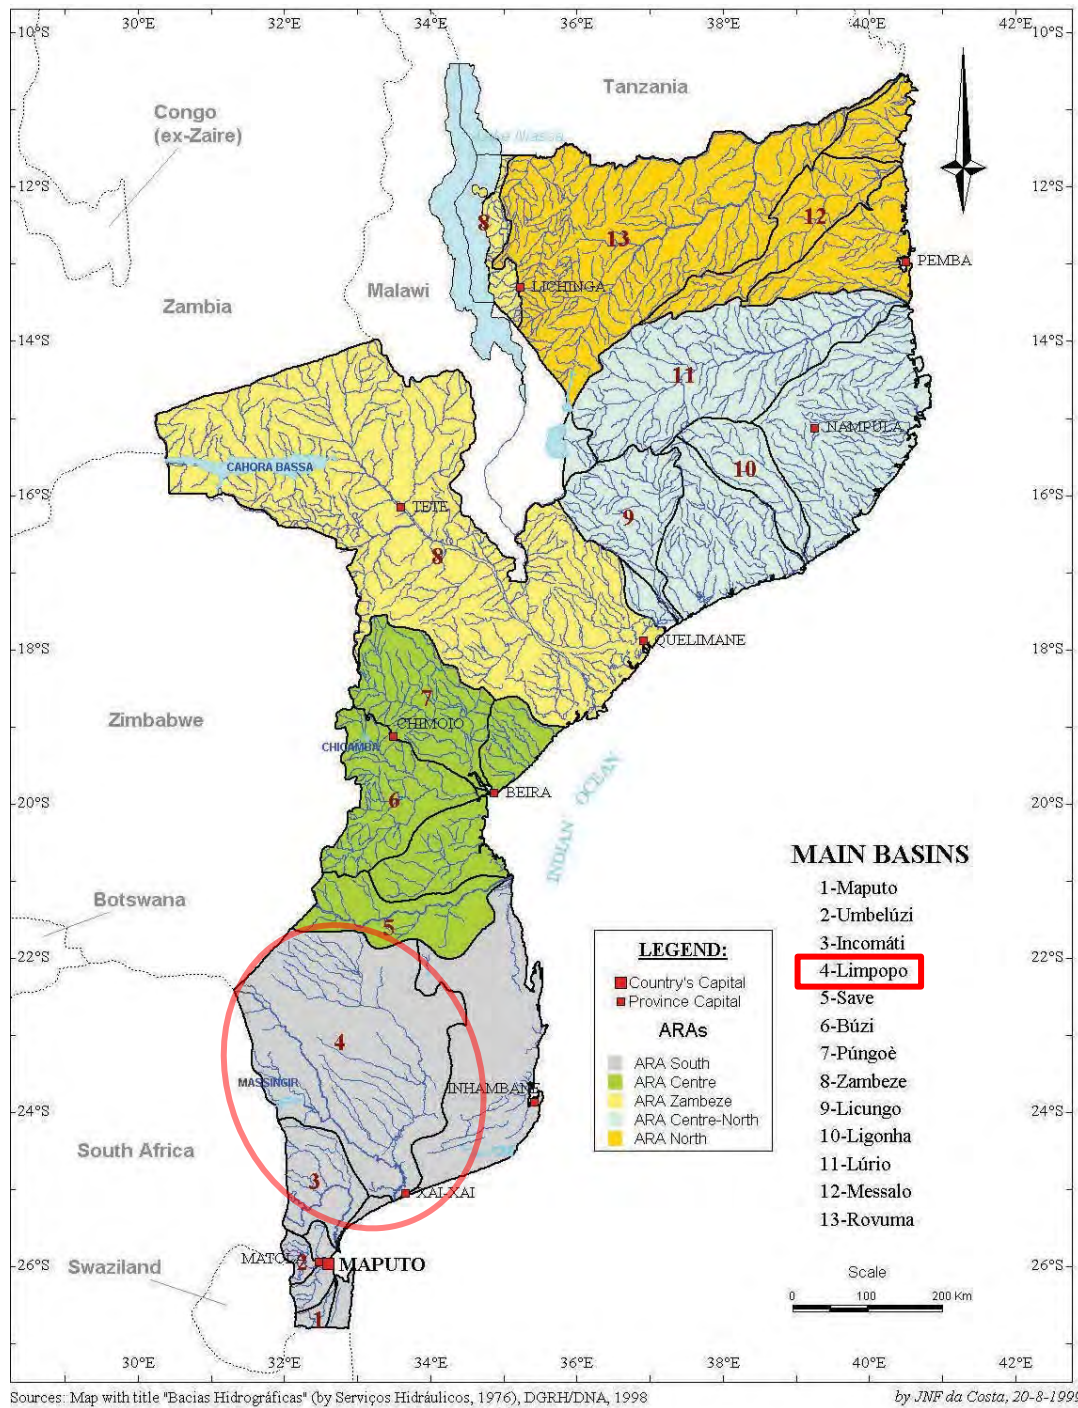 30°E 32°E 34°E 36°E 38°E 40°E 42°E
10°S 10°S
Tanzania
Congo
(ex-Zaire)
Lake Niassa
12°S 12°S
8 13 12
PEMBA
LICHINGA
Malawi
Zambia
14°S 14°S
11
NAMPULA
10
CAHORA BASSA
16°S 16°S
TETE
9
8
QUELIMANE
18°S 18°S
7
Zimbabwe
CHIMOIO
CHICAMBA
BEIRA
6
20°S 20°S
INDIAN OCEAN
Botswana
5
22°S 22°S
4
MASSINGIR
INHAMBANE
24°S 24°S
South Africa
3
XAI-XAI
MATOLA
2
MAPUTO
Swaziland
26°S 26°S
1
MAIN BASINS
1-Maputo
2-Umbelúzi
3-Incomáti
4-Limpopo
5-Save
6-Búzi
7-Púngoè
8-Zambeze
9-Licungo
10-Ligonha
11-Lúrio
12-Messalo
13-Rovuma
LEGEND:
Country's Capital
Province Capital
ARAs
ARA South
ARA Centre
ARA Zambeze
ARA Centre-North
ARA North
Scale
0 100 200 Km
30°E 32°E 34°E 36°E 38°E 40°E 42°E
Sources: Map with title "Bacias Hidrográficas" (by Serviços Hidráulicos, 1976), DGRH/DNA, 1998
by JNF da Costa, 20-8-1999